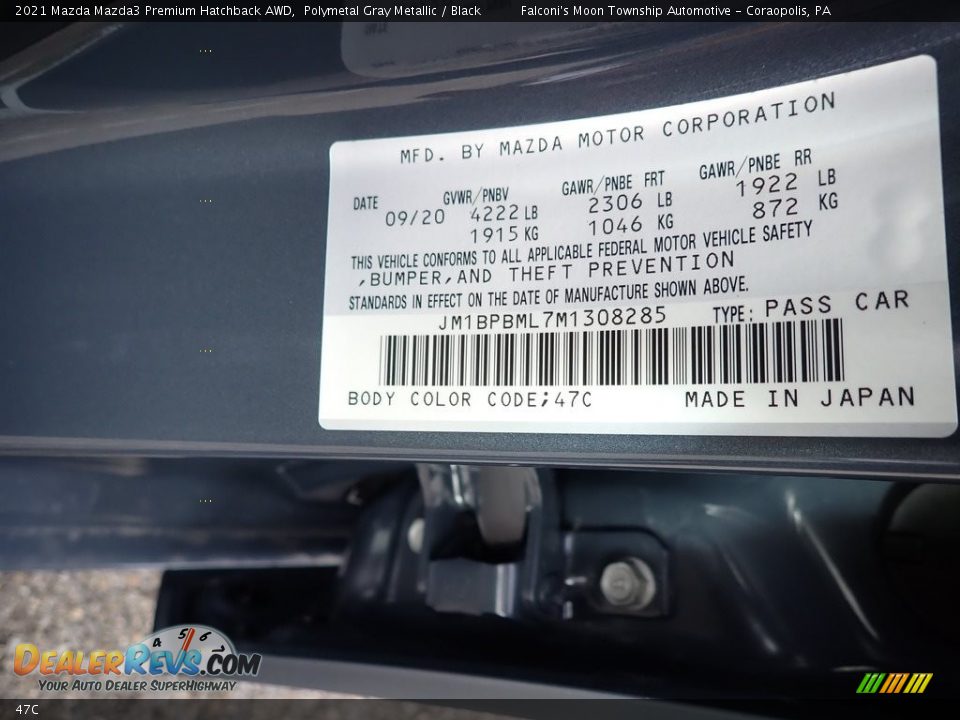 2021 Mazda Mazda3 Premium Hatchback AWD, Polymetal Gray Metallic / Black Falconi's Moon Township Automotive - Coraopolis, PA
MFD. BY MAZDA MOTOR CORPORATION
DATE GVWR/PNBV GAWR/PNBE FRT GAWR/PNBE RR
09/20 4222 LB 2306 LB 1922 LB
1915 KG 1046 KG 872 KG
THIS VEHICLE CONFORMS TO ALL APPLICABLE FEDERAL MOTOR VEHICLE SAFETY
,BUMPER,AND THEFT PREVENTION
STANDARDS IN EFFECT ON THE DATE OF MANUFACTURE SHOWN ABOVE.
JM1BPBML7M1308285 TYPE: PASS CAR
BODY COLOR CODE;47C MADE IN JAPAN
4 5 6
DEALERREVS.COM
YOUR AUTO DEALER SUPERHIGHWAY
47C